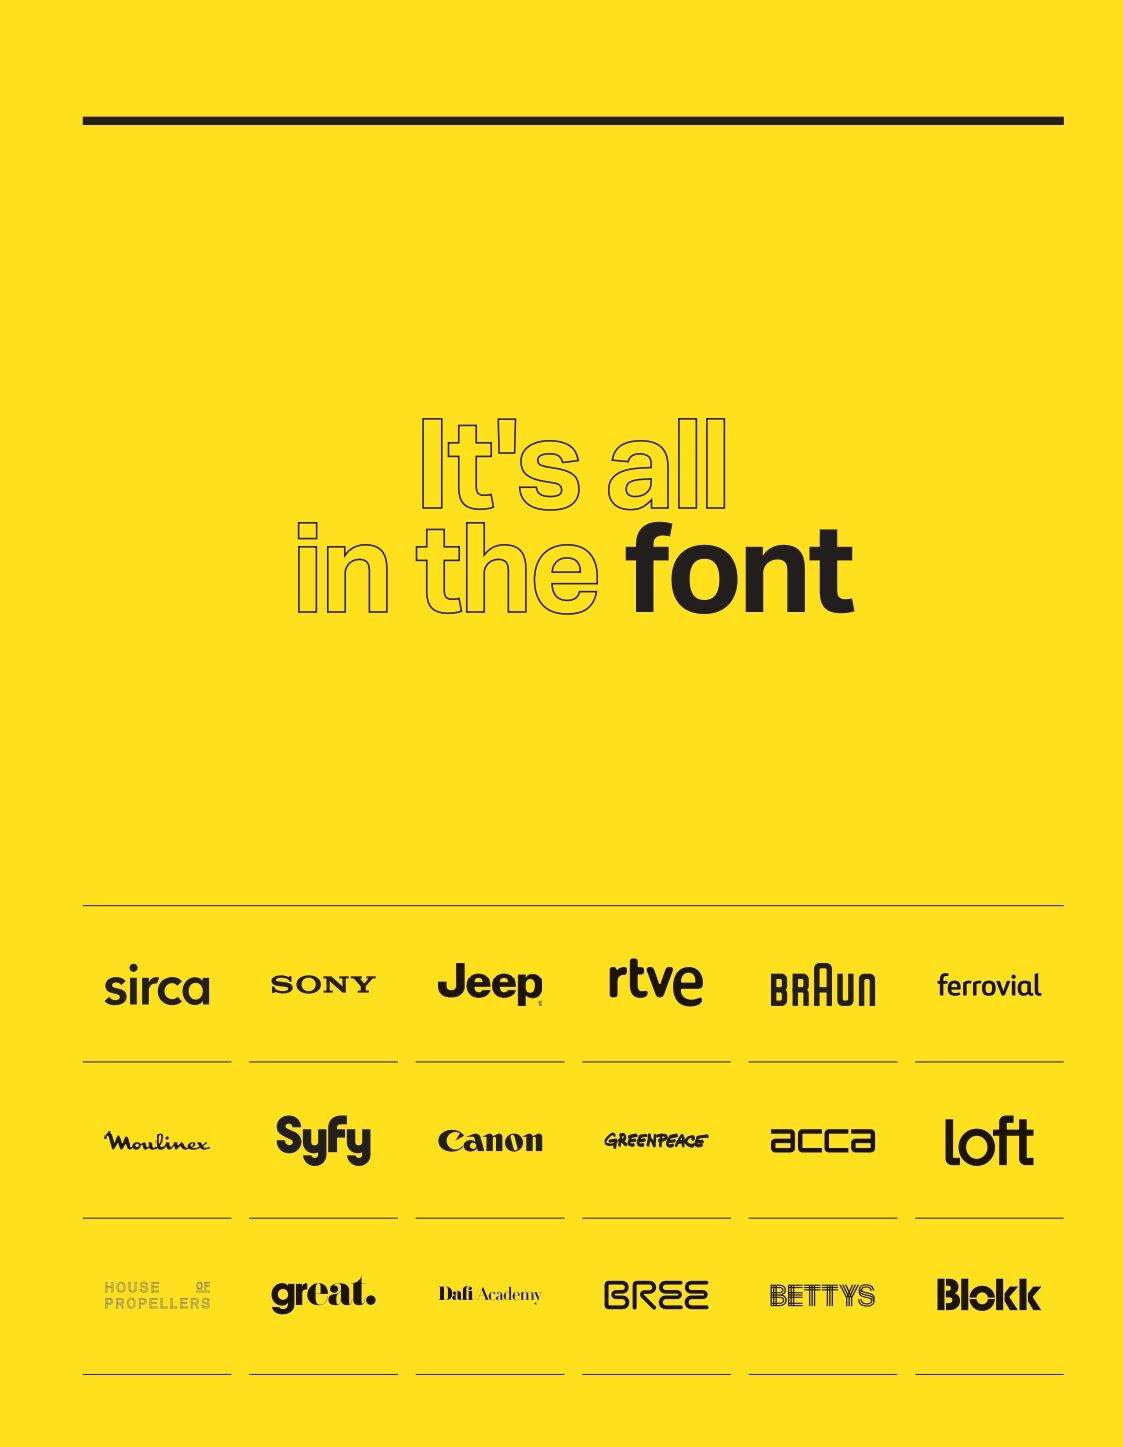 It's all
in the font
sirca
SONY
Jeep
rtve
BRAUN
ferrovial
Moulinex
Syfy
Canon
GREENPEACE
acca
loft
HOUSE OF
PROPELLERS
great.
Dafi Academy
BREE
BETTYS
Blokk